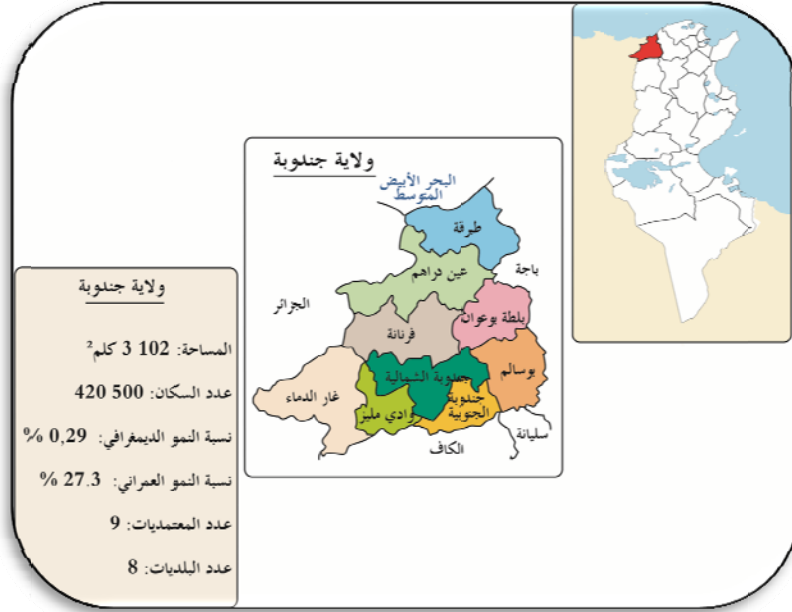 ولاية جندوبة
البحر الأبيض
المتوسط
طبرقة
باجة
عين دراهم
الجزائر
بلطة بوعوان
فرنانة
بوسالم
جندوبة الشمالية
غار الدماء
جندوبة
الجنوبية
وادي مليز
سليانة
الكاف
ولاية جندوبة
المساحة: 102 3 كلم²
عدد السكان: 500 420
نسبة النمو الديمغرافي: 0,29 %
نسبة النمو العمراني: 27.3 %
عدد المعتمديات: 9
عدد البلديات: 8